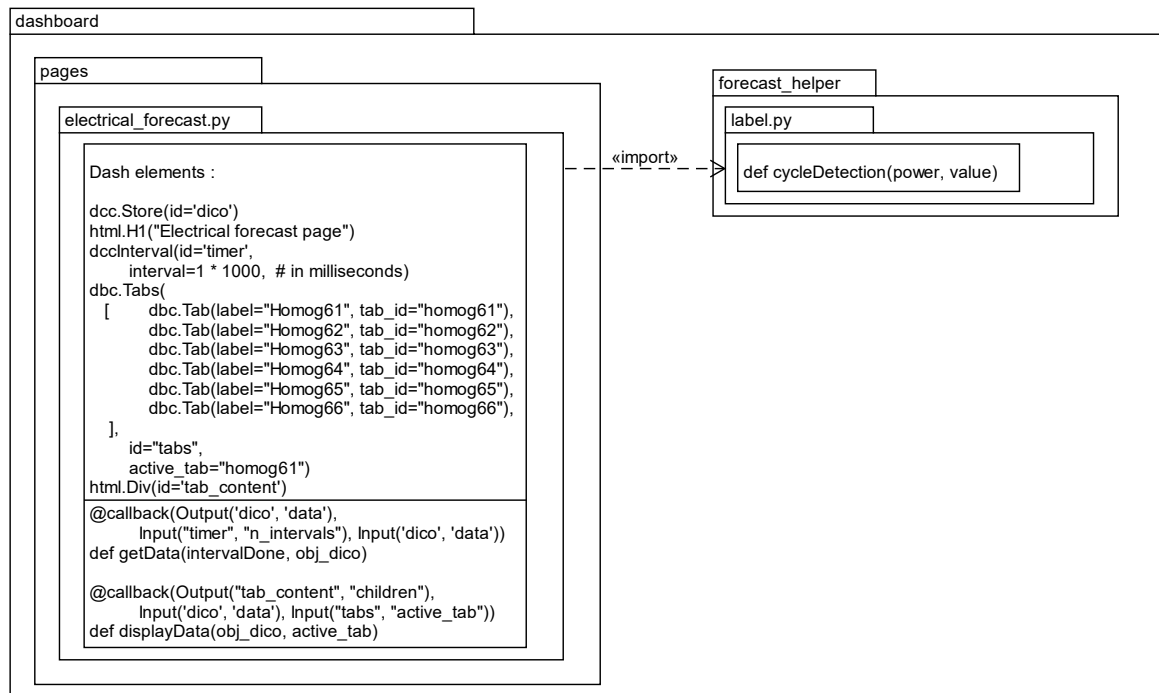 dashboard
pages
electrical_forecast.py
Dash elements :
dcc.Store(id='dico')
html.H1("Electrical forecast page")
dccInterval(id='timer',
interval=1 * 1000,  # in milliseconds)
dbc.Tabs(
[ dbc.Tab(label="Homog61", tab_id="homog61"),
dbc.Tab(label="Homog62", tab_id="homog62"),
dbc.Tab(label="Homog63", tab_id="homog63"),
dbc.Tab(label="Homog64", tab_id="homog64"),
dbc.Tab(label="Homog65", tab_id="homog65"),
dbc.Tab(label="Homog66", tab_id="homog66"),
],
id="tabs",
active_tab="homog61")
html.Div(id='tab_content')
@callback(Output('dico', 'data'),
Input("timer", "n_intervals"), Input('dico', 'data'))
def getData(intervalDone, obj_dico)
@callback(Output("tab_content", "children"),
Input('dico', 'data'), Input("tabs", "active_tab"))
def displayData(obj_dico, active_tab)
«import»
forecast_helper
label.py
def cycleDetection(power, value)